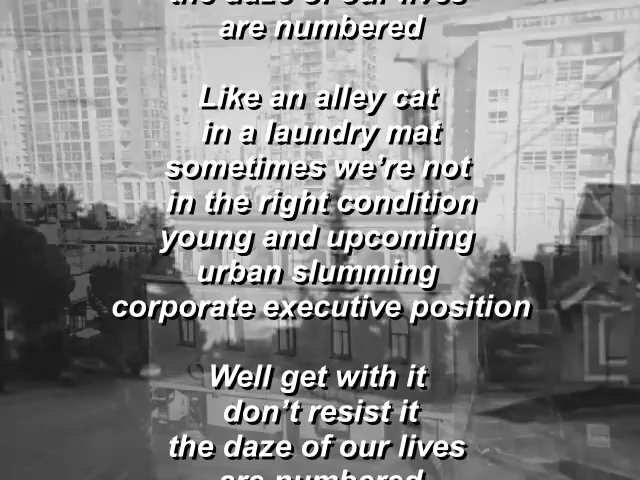 the daze of our lives
are numbered
Like an alley cat
in a laundry mat
sometimes we're not
in the right condition
young and upcoming
urban slumming
corporate executive position
Well get with it
don't resist it
the daze of our lives
are numbered